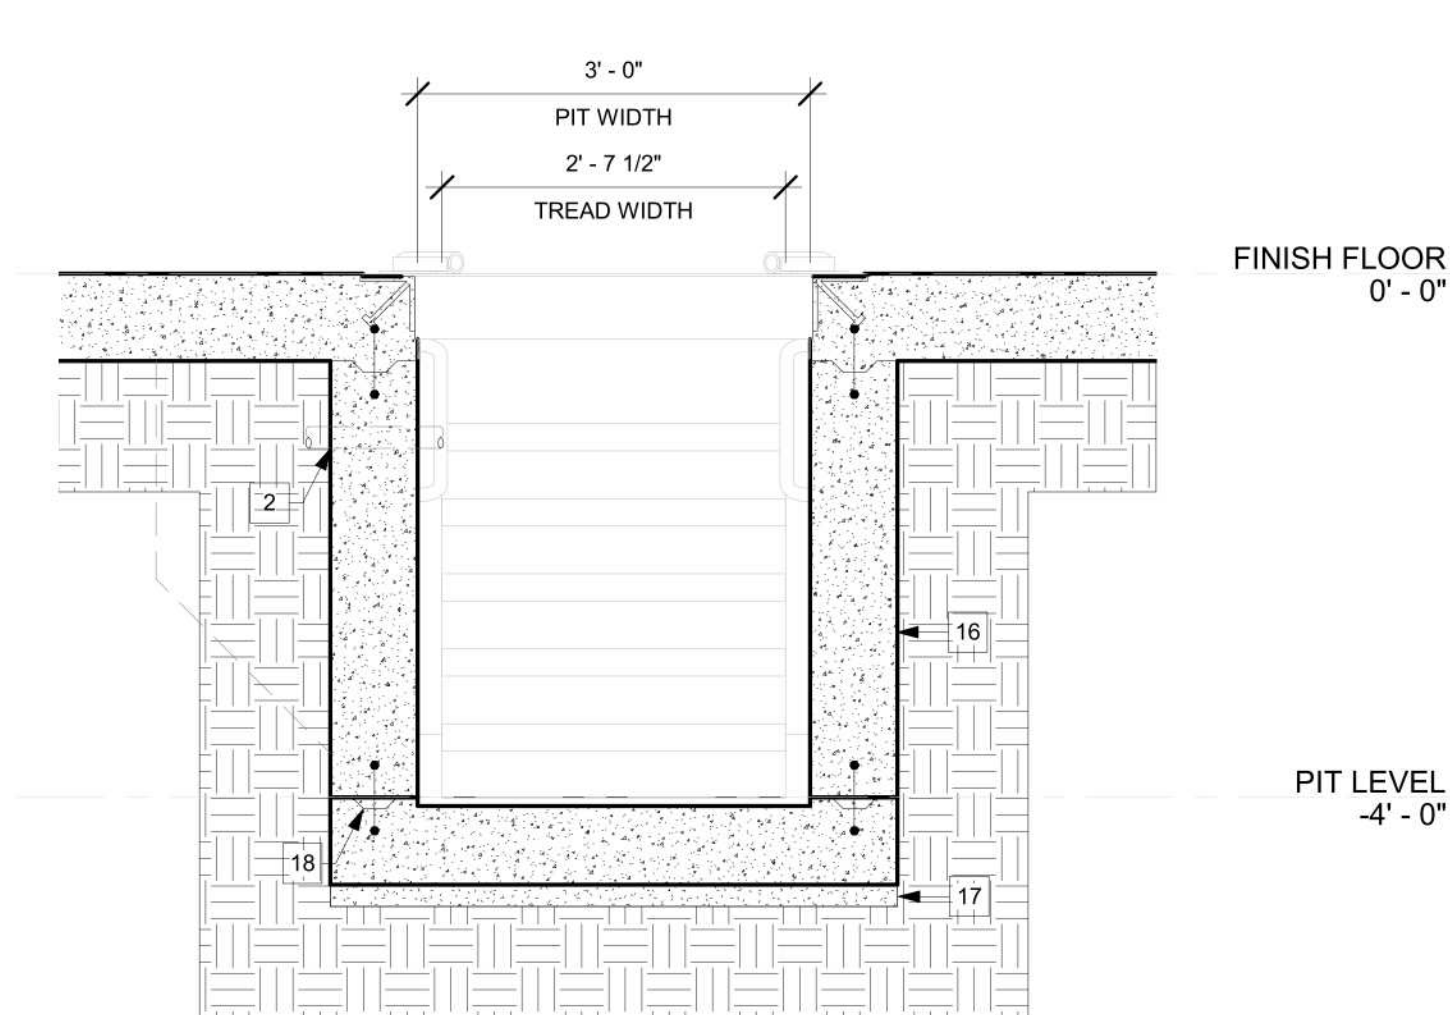 3' - 0"
PIT WIDTH
2' - 7 1/2"
TREAD WIDTH
FINISH FLOOR
0' - 0"
2
16
PIT LEVEL
-4' - 0"
18
17